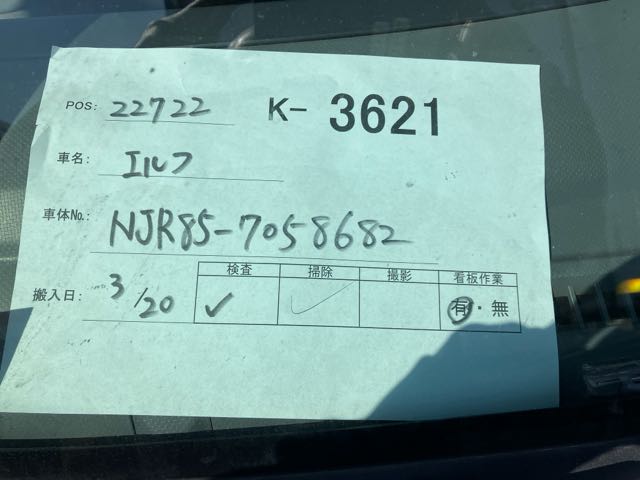 POS: 22722 K- 3621
車名: エルフ
車体No.: NJR85-7058682
搬入日: 3/20
検査 掃除 撮影 看板作業
✓ ✓ 有・無